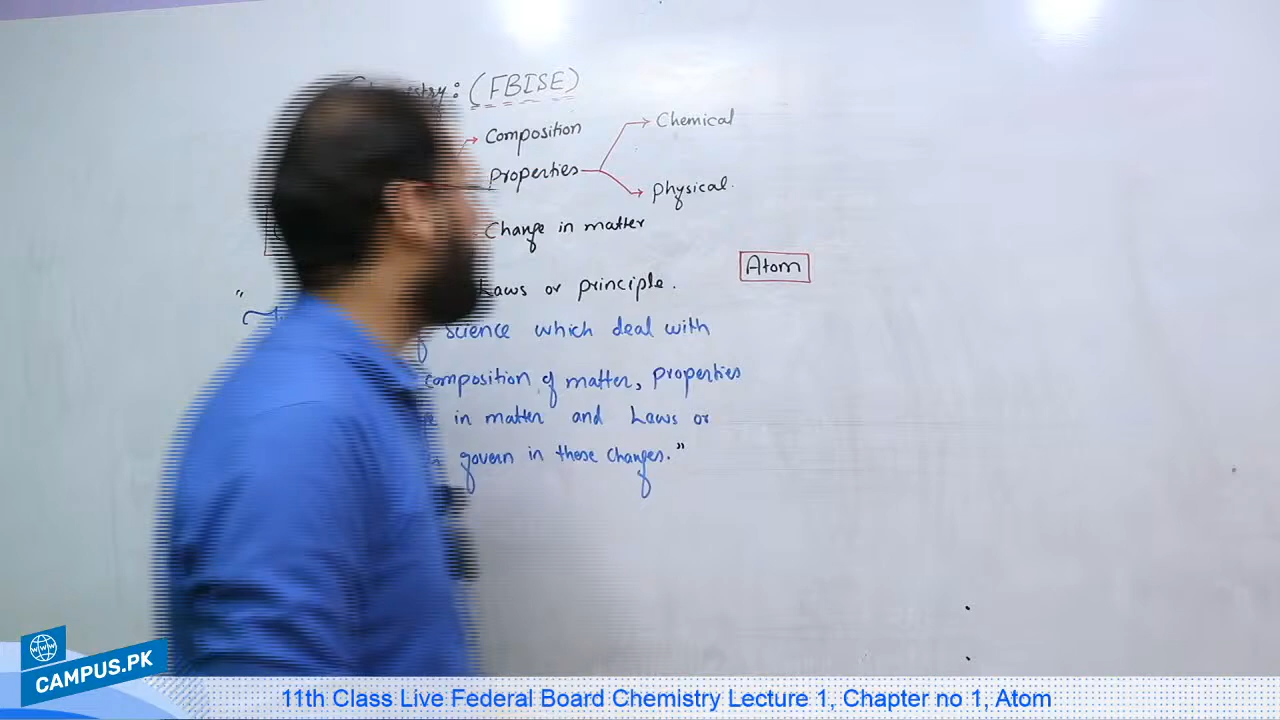 (FBISE)
Composition
Chemical
Properties
Physical.
Change in matter
Atom
Laws or principle.
science which deal with
composition of matter, properties
in matter and Laws or
govern in these changes."
WWW
CAMPUS.PK
11th Class Live Federal Board Chemistry Lecture 1, Chapter no 1, Atom